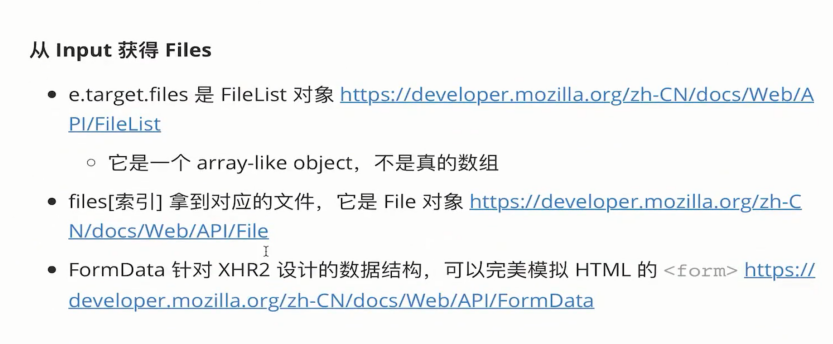 从 Input 获得 Files
e.target.files 是 FileList 对象 https://developer.mozilla.org/zh-CN/docs/Web/A
PI/FileList
它是一个 array-like object，不是真的数组
files[索引] 拿到对应的文件，它是 File 对象 https://developer.mozilla.org/zh-C
N/docs/Web/API/File
FormData 针对 XHR2 设计的数据结构，可以完美模拟 HTML 的 <form> https://
developer.mozilla.org/zh-CN/docs/Web/API/FormData